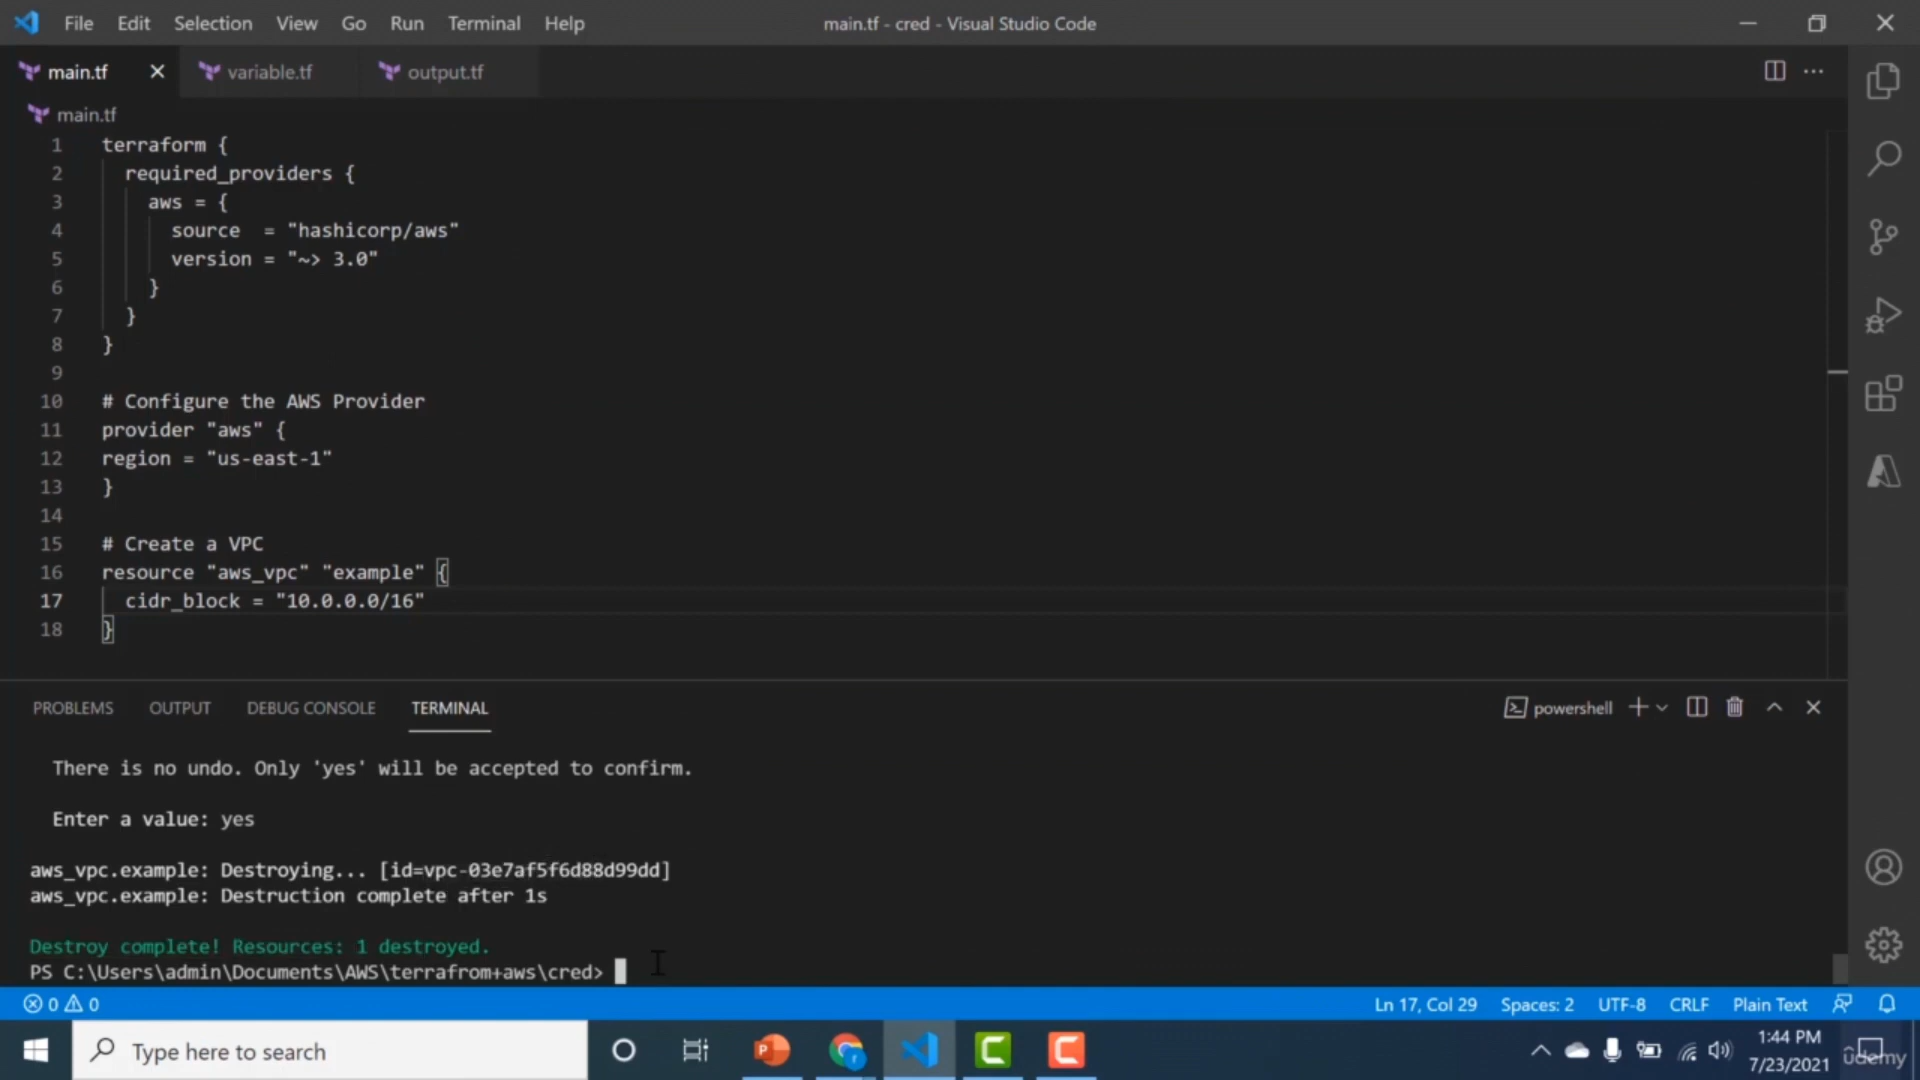 File Edit Selection View Go Run Terminal Help
main.tf - cred - Visual Studio Code
main.tf
variable.tf
output.tf
main.tf
1 terraform {
2 required_providers {
3 aws = {
4 source = "hashicorp/aws"
5 version = "~> 3.0"
6 }
7 }
8 }
9
10 # Configure the AWS Provider
11 provider "aws" {
12 region = "us-east-1"
13 }
14
15 # Create a VPC
16 resource "aws_vpc" "example" {
17 cidr_block = "10.0.0.0/16"
18 }
PROBLEMS OUTPUT DEBUG CONSOLE TERMINAL
powershell
There is no undo. Only 'yes' will be accepted to confirm.
Enter a value: yes
aws_vpc.example: Destroying... [id=vpc-03e7af5f6d88d99dd]
aws_vpc.example: Destruction complete after 1s
Destroy complete! Resources: 1 destroyed.
PS C:\Users\admin\Documents\AWS\terrafrom+aws\cred>
0 0
Ln 17, Col 29 Spaces: 2 UTF-8 CRLF Plain Text
Type here to search
1:44 PM
7/23/2021
ûdemy